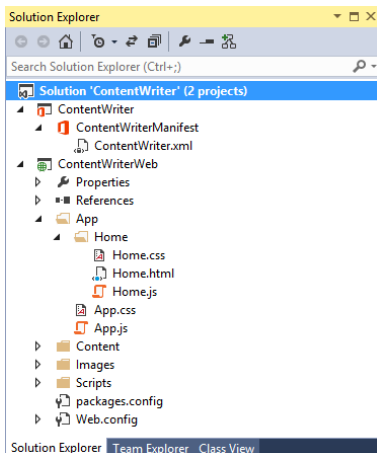 Solution Explorer
Search Solution Explorer (Ctrl+;)
Solution 'ContentWriter' (2 projects)
ContentWriter
ContentWriterManifest
ContentWriter.xml
ContentWriterWeb
Properties
References
App
Home
Home.css
Home.html
Home.js
App.css
App.js
Content
Images
Scripts
packages.config
Web.config
Solution Explorer Team Explorer Class View